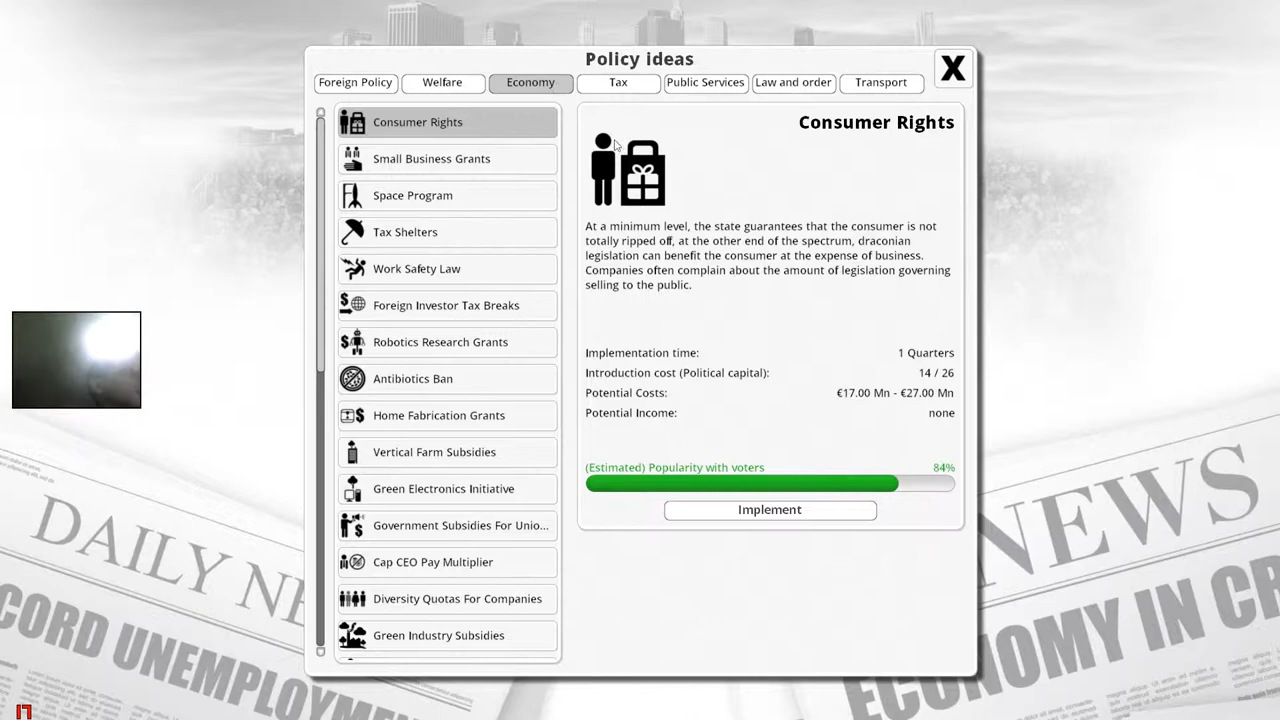 Policy ideas
X
Foreign Policy
Welfare
Economy
Tax
Public Services
Law and order
Transport
Consumer Rights
Small Business Grants
Space Program
Tax Shelters
Work Safety Law
Foreign Investor Tax Breaks
Robotics Research Grants
Antibiotics Ban
Home Fabrication Grants
Vertical Farm Subsidies
Green Electronics Initiative
Government Subsidies For Unio...
Cap CEO Pay Multiplier
Diversity Quotas For Companies
Green Industry Subsidies
Consumer Rights
At a minimum level, the state guarantees that the consumer is not
totally ripped off, at the other end of the spectrum, draconian
legislation can benefit the consumer at the expense of business.
Companies often complain about the amount of legislation governing
selling to the public.
Implementation time: 1 Quarters
Introduction cost (Political capital): 14 / 26
Potential Costs: €17.00 Mn - €27.00 Mn
Potential Income: none
(Estimated) Popularity with voters 84%
Implement
DAILY NE
CORD UNEMPLOYM
NEWS
ECONOMY IN CR